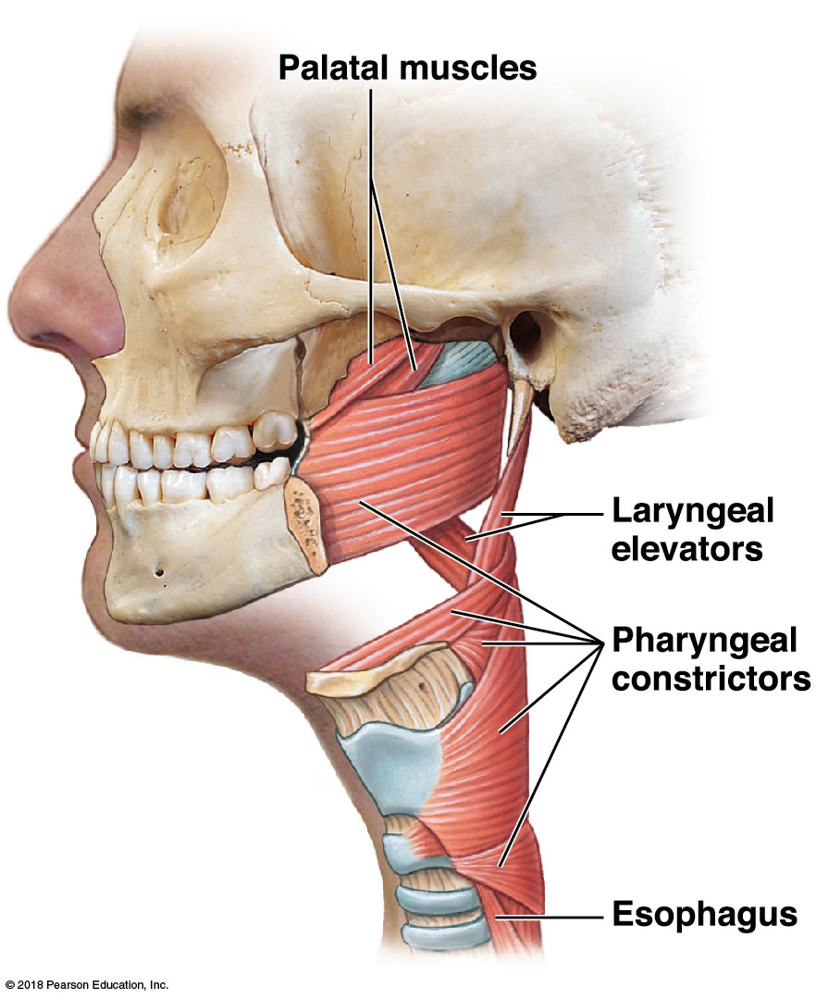 Palatal muscles
Laryngeal
elevators
Pharyngeal
constrictors
Esophagus
© 2018 Pearson Education, Inc.